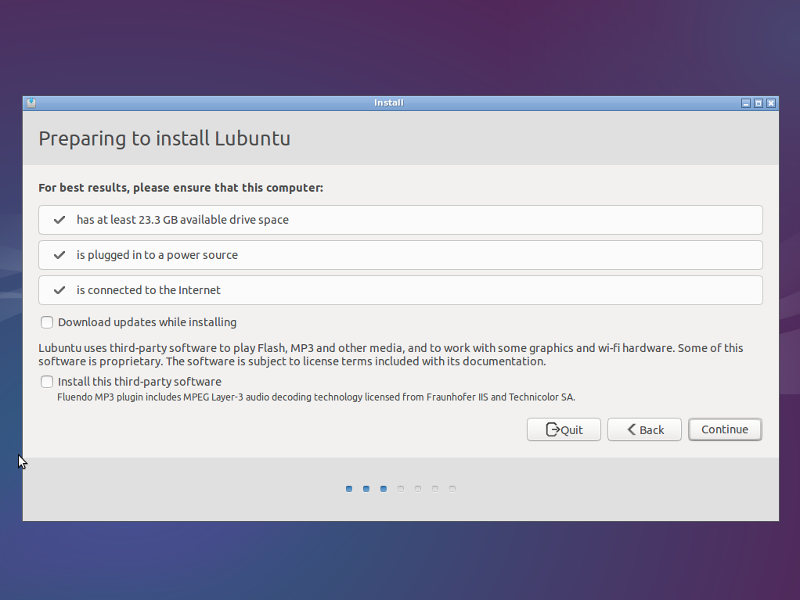 Install
Preparing to install Lubuntu
For best results, please ensure that this computer:
has at least 23.3 GB available drive space
is plugged in to a power source
is connected to the Internet
Download updates while installing
Lubuntu uses third-party software to play Flash, MP3 and other media, and to work with some graphics and wi-fi hardware. Some of this
software is proprietary. The software is subject to license terms included with its documentation.
Install this third-party software
Fluendo MP3 plugin includes MPEG Layer-3 audio decoding technology licensed from Fraunhofer IIS and Technicolor SA.
Quit Back Continue